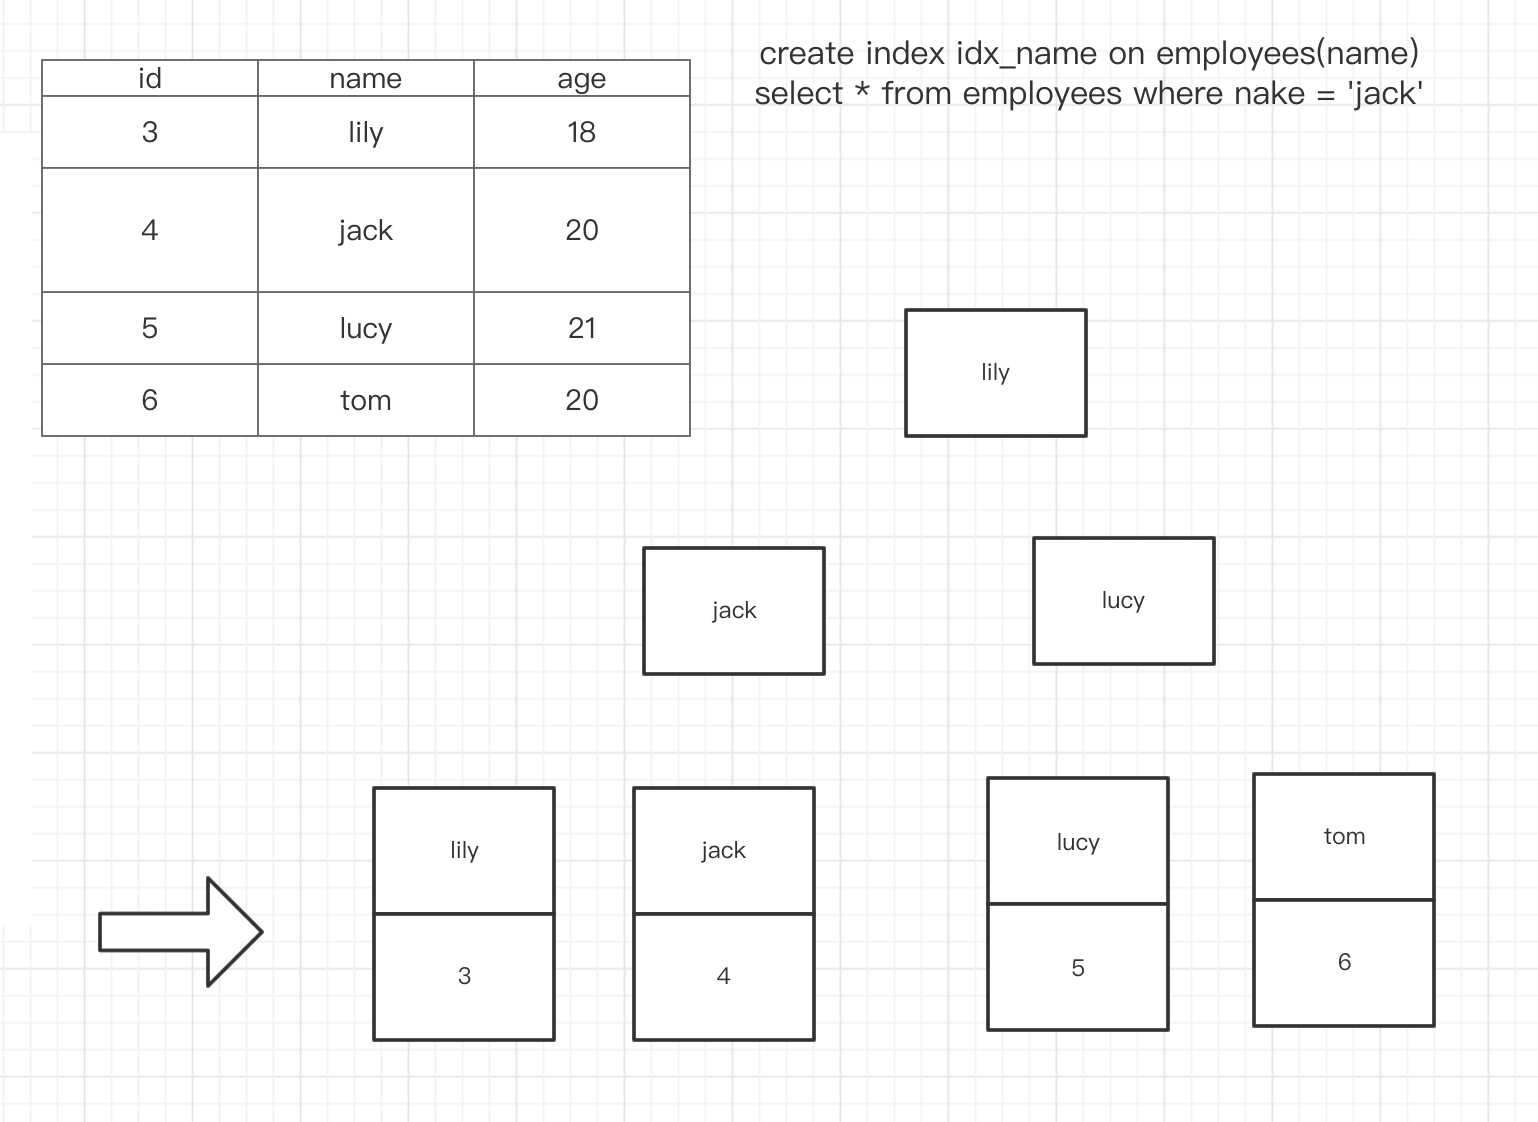 create index idx_name on employees(name)
select * from employees where nake = 'jack'
id name age
3 lily 18
4 jack 20
5 lucy 21
6 tom 20
lily
jack
lucy
lily
3
jack
4
lucy
5
tom
6